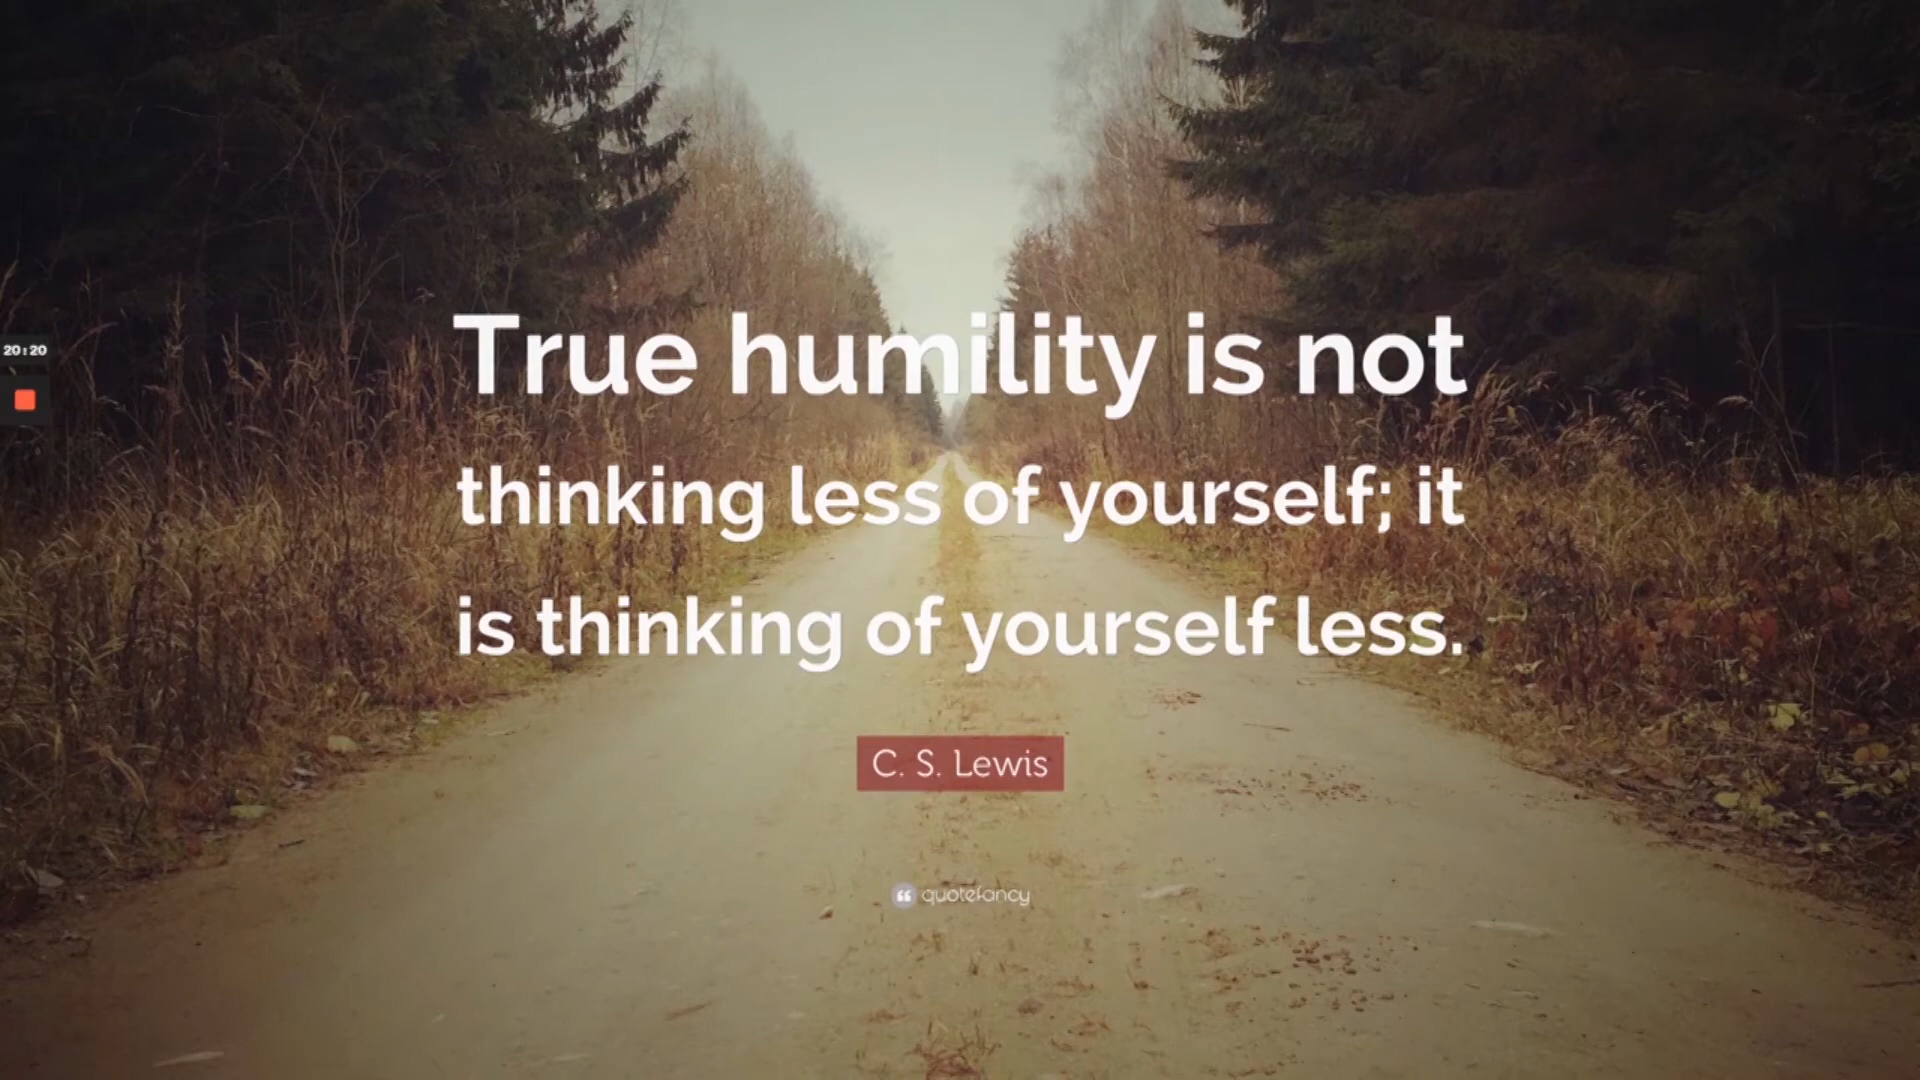 True humility is not
thinking less of yourself; it
is thinking of yourself less.
C. S. Lewis
quotefancy
20:20